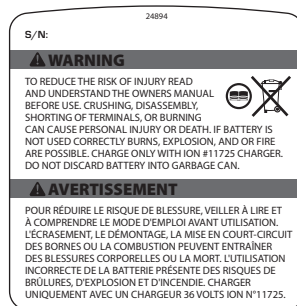 24894
S/N:
WARNING
TO REDUCE THE RISK OF INJURY READ
AND UNDERSTAND THE OWNERS MANUAL
BEFORE USE. CRUSHING, DISASSEMBLY,
SHORTING OF TERMINALS, OR BURNING
CAN CAUSE PERSONAL INJURY OR DEATH. IF BATTERY IS
NOT USED CORRECTLY BURNS, EXPLOSION, AND OR FIRE
ARE POSSIBLE. CHARGE ONLY WITH ION #11725 CHARGER.
DO NOT DISCARD BATTERY INTO GARBAGE CAN.
AVERTISSEMENT
POUR RÉDUIRE LE RISQUE DE BLESSURE, VEILLER À LIRE ET
À COMPRENDRE LE MODE D'EMPLOI AVANT UTILISATION.
L'ÉCRASEMENT, LE DÉMONTAGE, LA MISE EN COURT-CIRCUIT
DES BORNES OU LA COMBUSTION PEUVENT ENTRAÎNER
DES BLESSURES CORPORELLES OU LA MORT. L'UTILISATION
INCORRECTE DE LA BATTERIE PRÉSENTE DES RISQUES DE
BRÛLURES, D'EXPLOSION ET D'INCENDIE. CHARGER
UNIQUEMENT AVEC UN CHARGEUR 36 VOLTS ION N°11725.